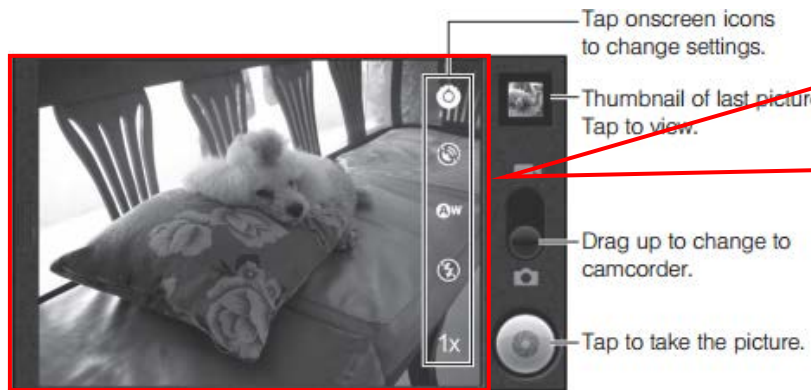 Tap onscreen icons
to change settings.
Thumbnail of last picture
Tap to view.
AW
Drag up to change to
camcorder.
1x
Tap to take the picture.